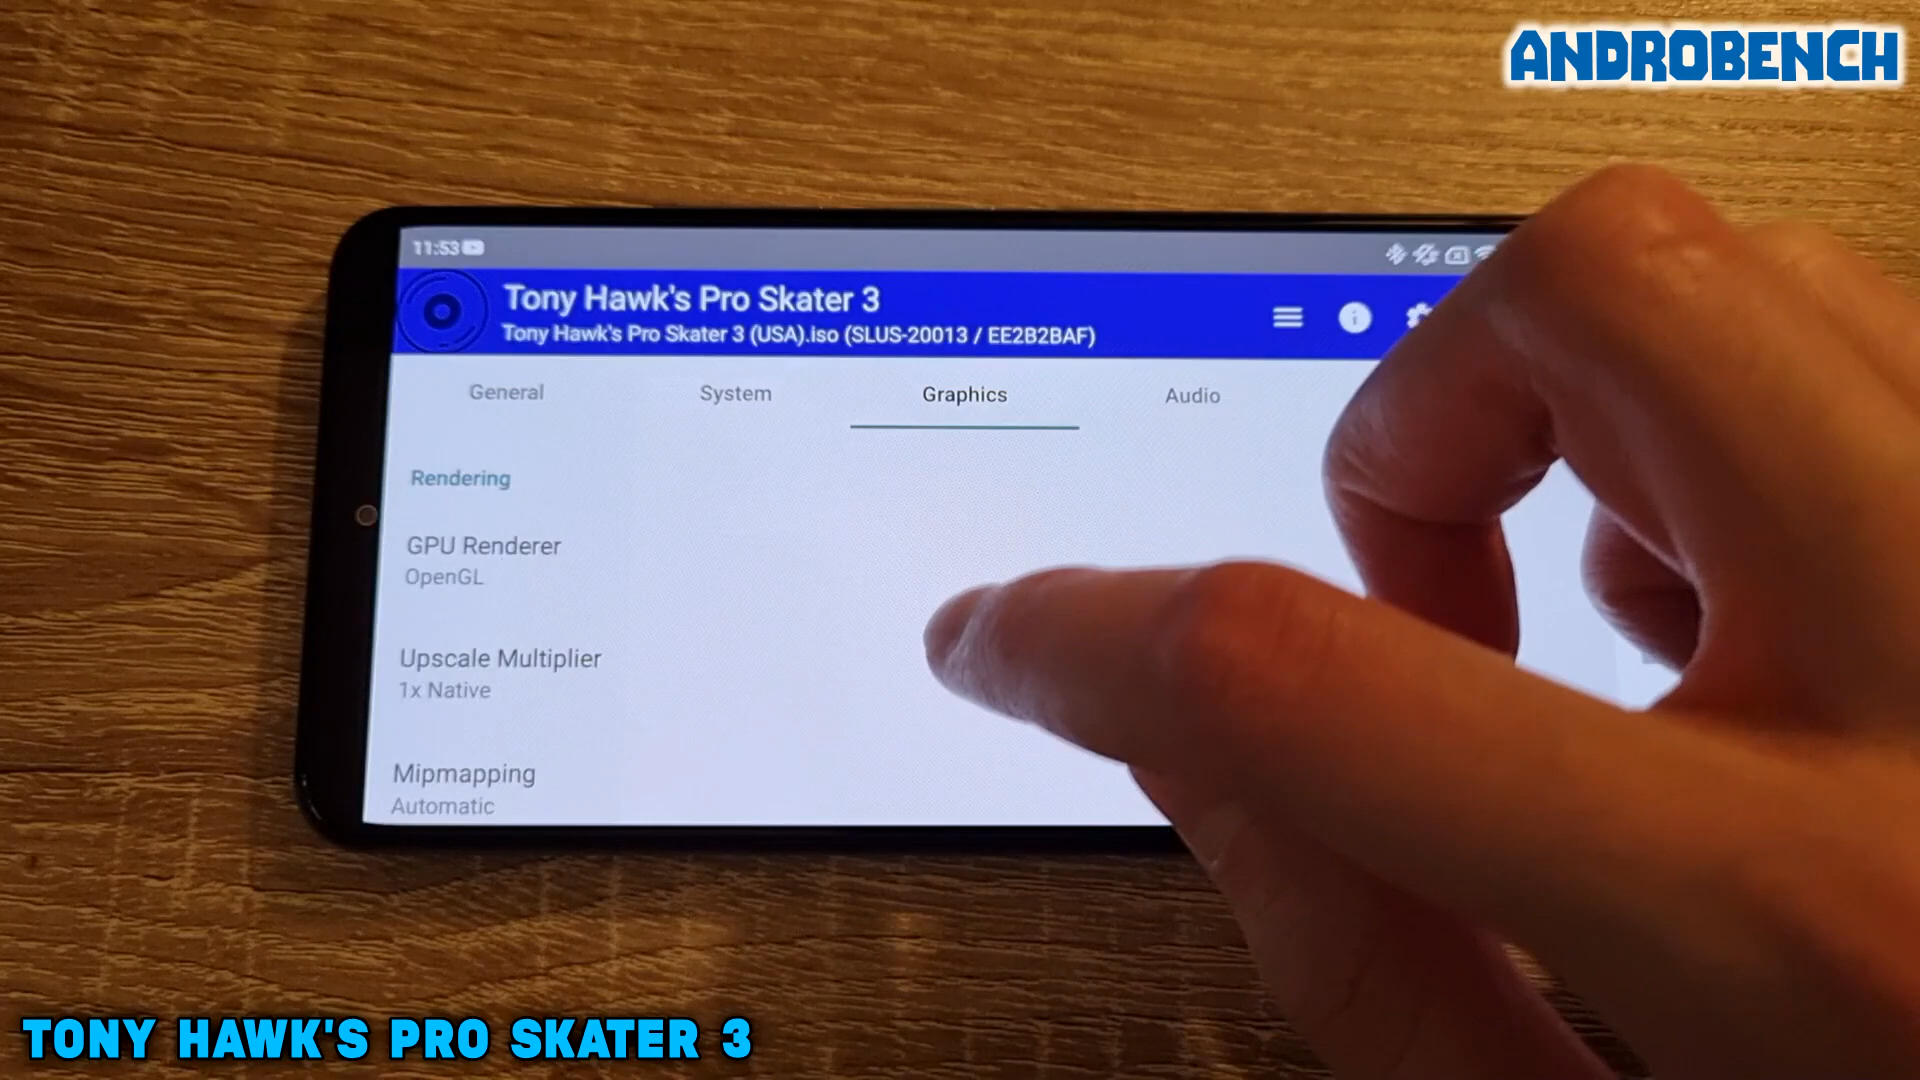 ANDROBENCH
11:53
Tony Hawk's Pro Skater 3
Tony Hawk's Pro Skater 3 (USA).iso (SLUS-20013 / EE2B2BAF)
General System Graphics Audio
Rendering
GPU Renderer
OpenGL
Upscale Multiplier
1x Native
Mipmapping
Automatic
TONY HAWK'S PRO SKATER 3